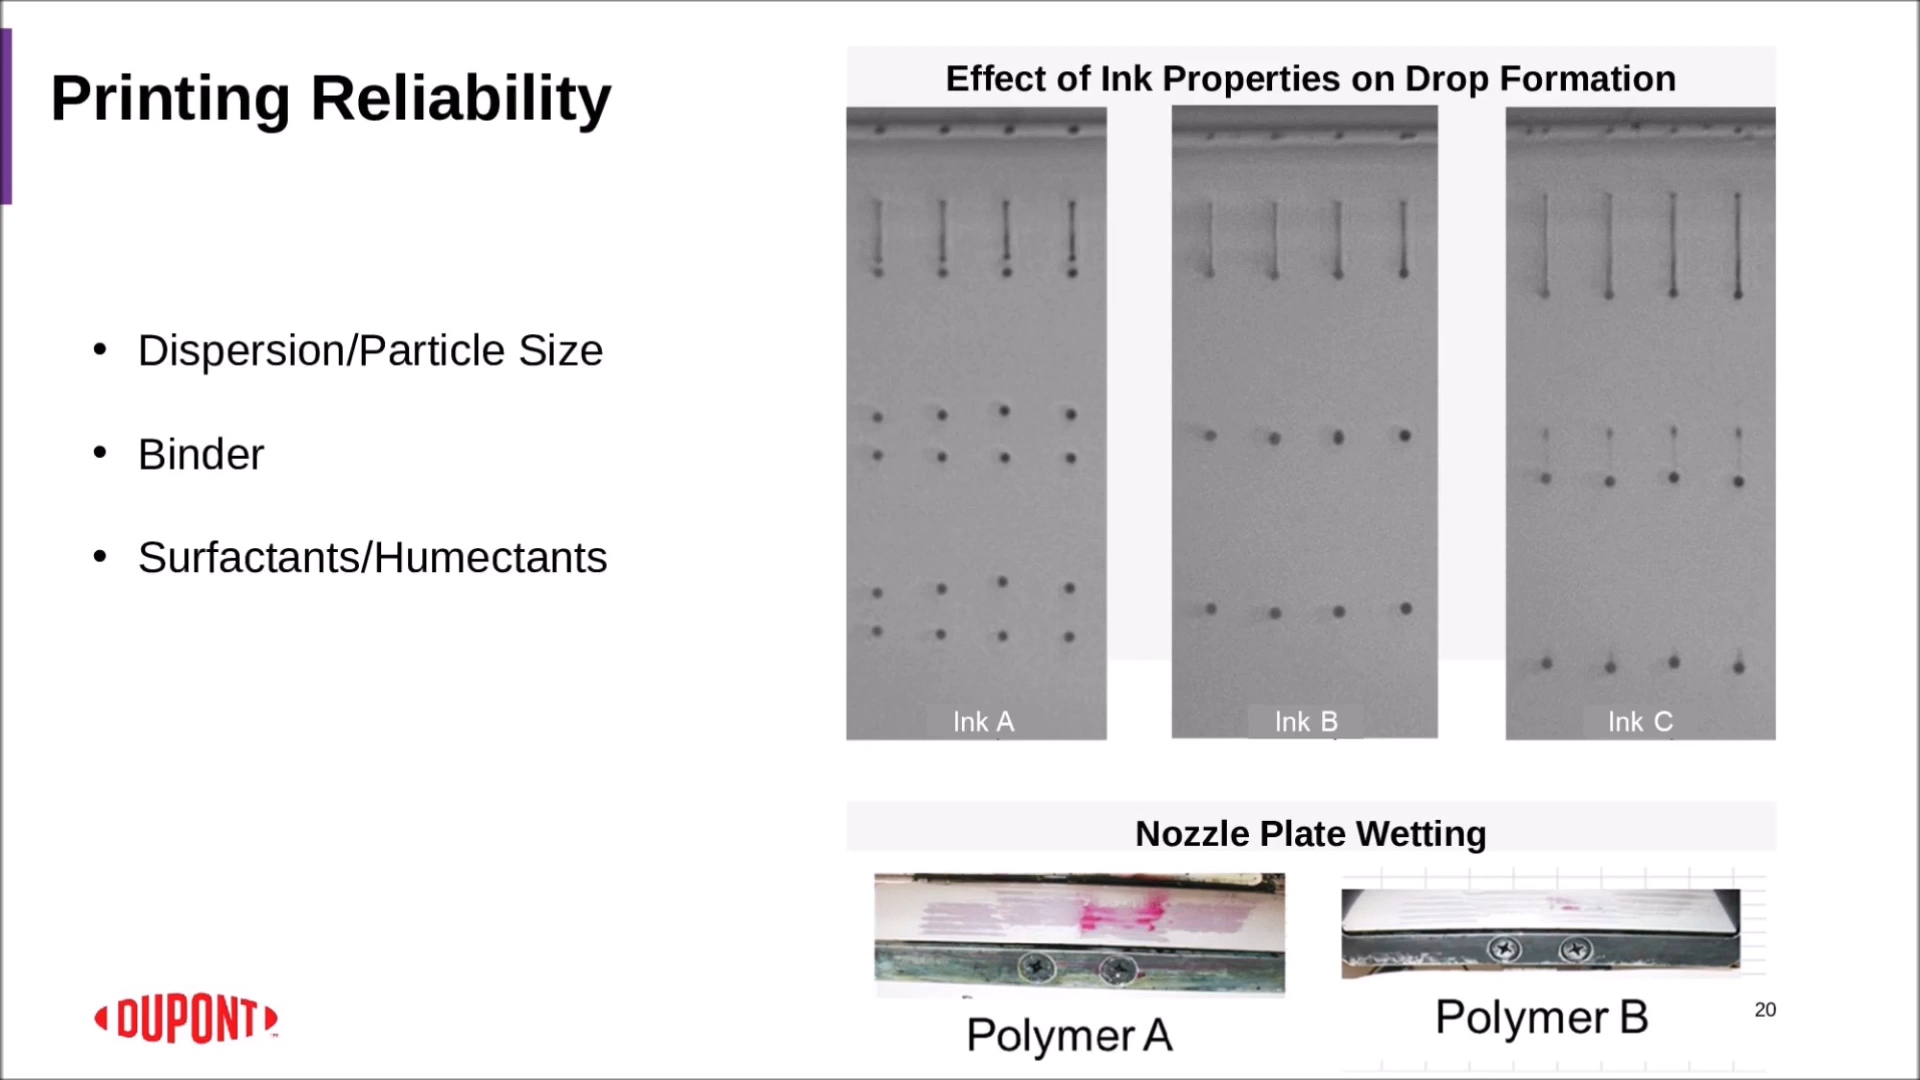 Printing Reliability
• Dispersion/Particle Size
• Binder
• Surfactants/Humectants
Effect of Ink Properties on Drop Formation
Ink A
Ink B
Ink C
Nozzle Plate Wetting
Polymer A
Polymer B
DUPONT
20